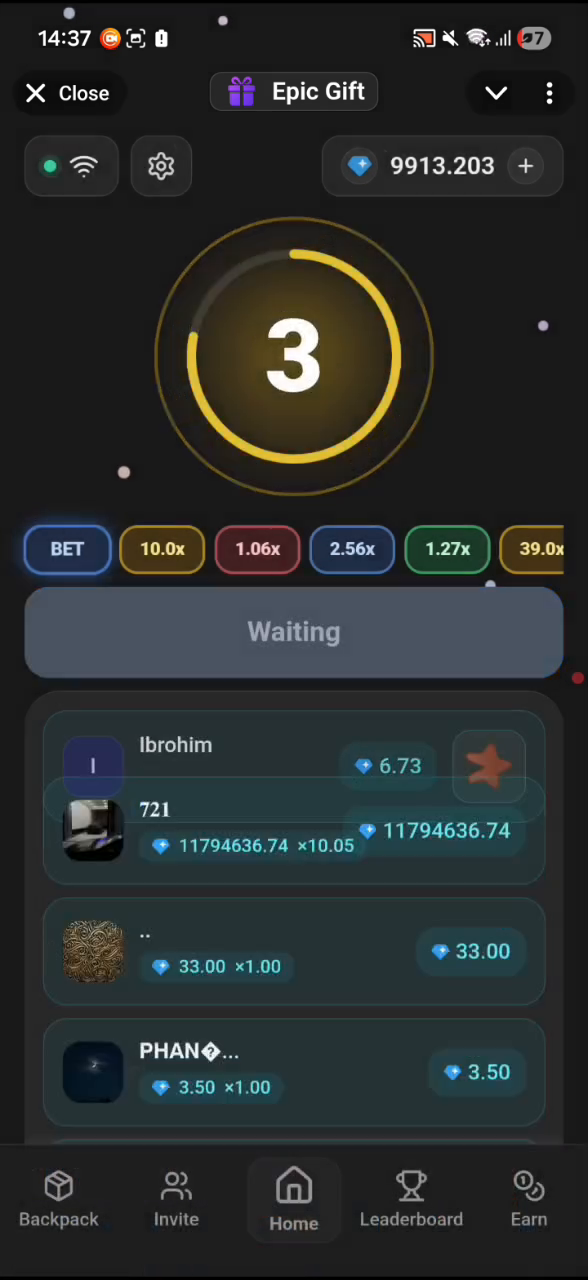 14:37
97
Close
Epic Gift
9913.203
3
BET 10.0x 1.06x 2.56x 1.27x 39.0x
Waiting
Ibrohim
I
6.73
721
11794636.74 ×10.05
11794636.74
..
33.00 ×1.00
33.00
PHAN�...
3.50 ×1.00
3.50
Backpack
Invite
Home
Leaderboard
Earn